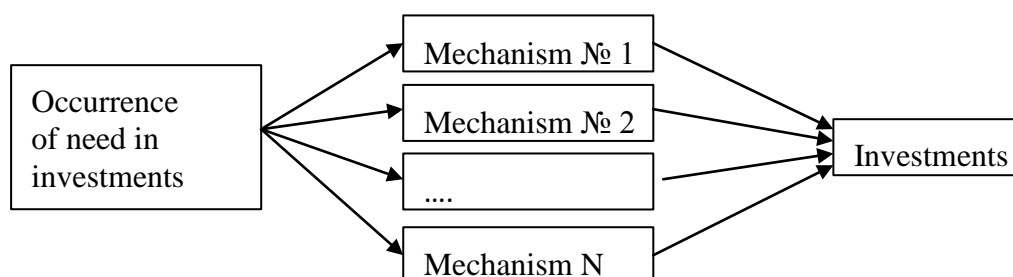 Mechanism № 1
Occurrence
of need in
investments
Mechanism № 2
....
Mechanism N
Investments